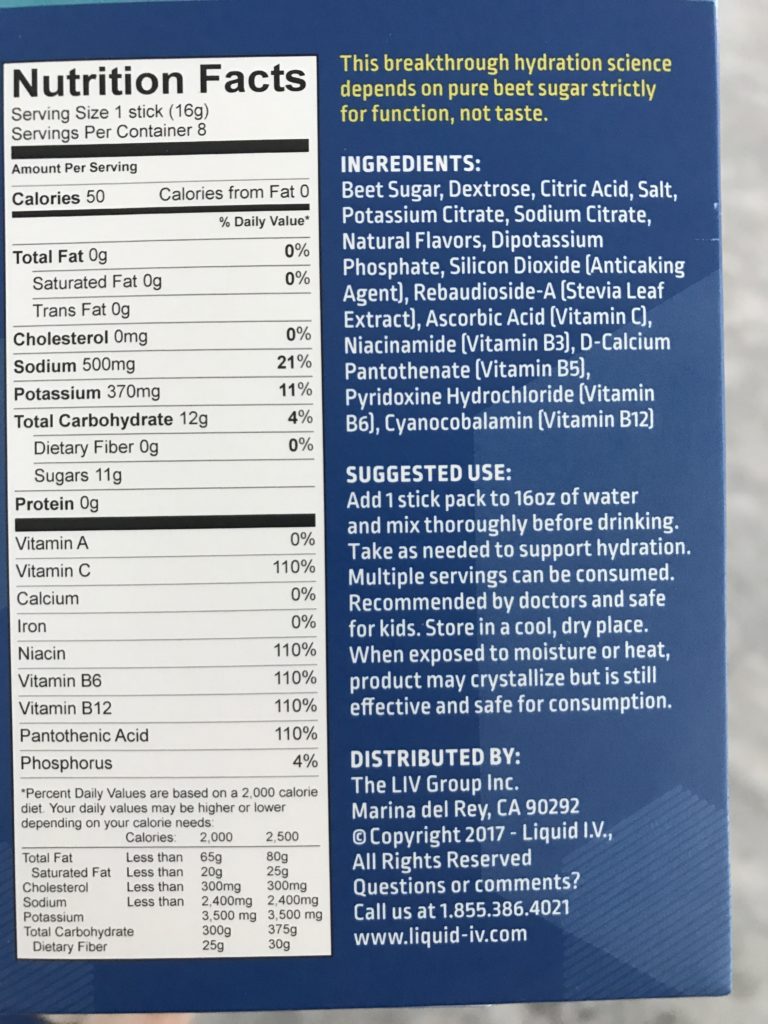 Nutrition Facts
Serving Size 1 stick (16g)
Servings Per Container 8
Amount Per Serving
Calories 50 Calories from Fat 0
% Daily Value*
Total Fat 0g 0%
Saturated Fat 0g 0%
Trans Fat 0g
Cholesterol 0mg 0%
Sodium 500mg 21%
Potassium 370mg 11%
Total Carbohydrate 12g 4%
Dietary Fiber 0g 0%
Sugars 11g
Protein 0g
Vitamin A 0%
Vitamin C 110%
Calcium 0%
Iron 0%
Niacin 110%
Vitamin B6 110%
Vitamin B12 110%
Pantothenic Acid 110%
Phosphorus 4%
*Percent Daily Values are based on a 2,000 calorie
diet. Your daily values may be higher or lower
depending on your calorie needs:
Calories: 2,000 2,500
Total Fat Less than 65g 80g
Saturated Fat Less than 20g 25g
Cholesterol Less than 300mg 300mg
Sodium Less than 2,400mg 2,400mg
Potassium 3,500 mg 3,500 mg
Total Carbohydrate 300g 375g
Dietary Fiber 25g 30g
This breakthrough hydration science
depends on pure beet sugar strictly
for function, not taste.
INGREDIENTS:
Beet Sugar, Dextrose, Citric Acid, Salt,
Potassium Citrate, Sodium Citrate,
Natural Flavors, Dipotassium
Phosphate, Silicon Dioxide (Anticaking
Agent), Rebaudioside-A (Stevia Leaf
Extract), Ascorbic Acid (Vitamin C),
Niacinamide (Vitamin B3), D-Calcium
Pantothenate (Vitamin B5),
Pyridoxine Hydrochloride (Vitamin
B6), Cyanocobalamin (Vitamin B12)
SUGGESTED USE:
Add 1 stick pack to 16oz of water
and mix thoroughly before drinking.
Take as needed to support hydration.
Multiple servings can be consumed.
Recommended by doctors and safe
for kids. Store in a cool, dry place.
When exposed to moisture or heat,
product may crystallize but is still
effective and safe for consumption.
DISTRIBUTED BY:
The LIV Group Inc.
Marina del Rey, CA 90292
© Copyright 2017 - Liquid I.V.,
All Rights Reserved
Questions or comments?
Call us at 1.855.386.4021
www.liquid-iv.com